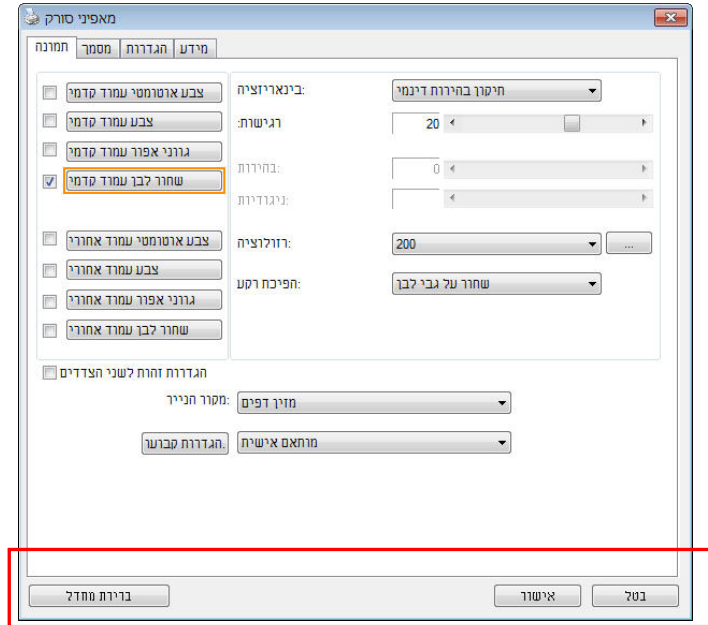 מאפיני סורק
תמונה מסמך הגדרות מידע
צבע אוטומטי עמוד קדמי
צבע עמוד קדמי
גווני אפור עמוד קדמי
שחור לבן עמוד קדמי
צבע אוטומטי עמוד אחורי
צבע עמוד אחורי
גווני אפור עמוד אחורי
שחור לבן עמוד אחורי
בינאריזציה: תיקון בהירות דינמי
רגישות: 20
בהירות: 0
ניגודיות:
רזולוציה: 200 ...
הפיכת רקע: שחור על גבי לבן
הגדרות זהות לשני הצדדים
מקור הנייר: מזין דפים
הגדרות קבועו. מותאם אישית
ברירת מחדל אישור בטל